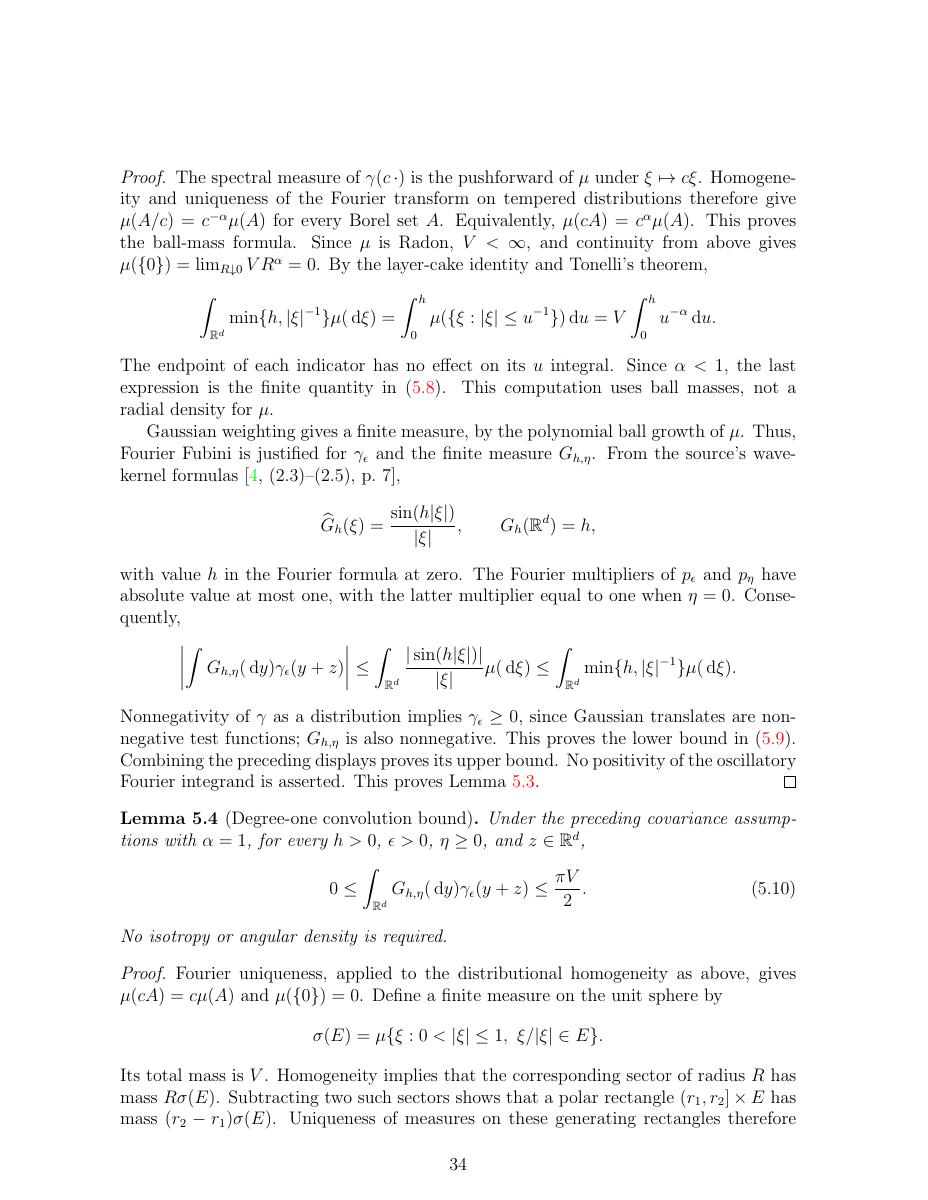 Proof. The spectral measure of γ(c ·) is the pushforward of μ under ξ ↦ cξ. Homogene-
ity and uniqueness of the Fourier transform on tempered distributions therefore give
μ(A/c) = c^{−α}μ(A) for every Borel set A. Equivalently, μ(cA) = c^α μ(A). This proves
the ball-mass formula. Since μ is Radon, V < ∞, and continuity from above gives
μ({0}) = lim_{R↓0} V R^α = 0. By the layer-cake identity and Tonelli's theorem,
∫_{ℝ^d} min{h, |ξ|^{−1}}μ( dξ) = ∫_0^h μ({ξ : |ξ| ≤ u^{−1}}) du = V ∫_0^h u^{−α} du.
The endpoint of each indicator has no effect on its u integral. Since α < 1, the last
expression is the finite quantity in (5.8). This computation uses ball masses, not a
radial density for μ.
Gaussian weighting gives a finite measure, by the polynomial ball growth of μ. Thus,
Fourier Fubini is justified for γ_ϵ and the finite measure G_{h,η}. From the source's wave-
kernel formulas [4, (2.3)–(2.5), p. 7],
Ĝ_h(ξ) = sin(h|ξ|)/|ξ|, G_h(ℝ^d) = h,
with value h in the Fourier formula at zero. The Fourier multipliers of p_ϵ and p_η have
absolute value at most one, with the latter multiplier equal to one when η = 0. Conse-
quently,
|∫ G_{h,η}( dy)γ_ϵ(y + z)| ≤ ∫_{ℝ^d} | sin(h|ξ|)|/|ξ| μ( dξ) ≤ ∫_{ℝ^d} min{h, |ξ|^{−1}}μ( dξ).
Nonnegativity of γ as a distribution implies γ_ϵ ≥ 0, since Gaussian translates are non-
negative test functions; G_{h,η} is also nonnegative. This proves the lower bound in (5.9).
Combining the preceding displays proves its upper bound. No positivity of the oscillatory
Fourier integrand is asserted. This proves Lemma 5.3. □
Lemma 5.4 (Degree-one convolution bound). Under the preceding covariance assump-
tions with α = 1, for every h > 0, ϵ > 0, η ≥ 0, and z ∈ ℝ^d,
0 ≤ ∫_{ℝ^d} G_{h,η}( dy)γ_ϵ(y + z) ≤ πV/2. (5.10)
No isotropy or angular density is required.
Proof. Fourier uniqueness, applied to the distributional homogeneity as above, gives
μ(cA) = cμ(A) and μ({0}) = 0. Define a finite measure on the unit sphere by
σ(E) = μ{ξ : 0 < |ξ| ≤ 1, ξ/|ξ| ∈ E}.
Its total mass is V. Homogeneity implies that the corresponding sector of radius R has
mass Rσ(E). Subtracting two such sectors shows that a polar rectangle (r_1, r_2] × E has
mass (r_2 − r_1)σ(E). Uniqueness of measures on these generating rectangles therefore
34